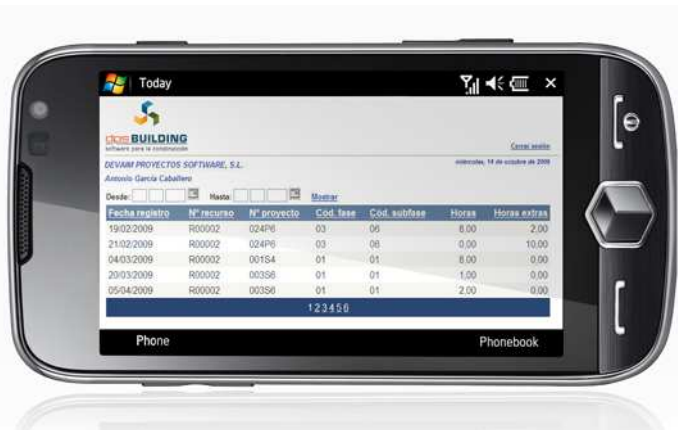 Today
dps BUILDING
software para la construcción
Cerrar sesión
DEVAIM PROYECTOS SOFTWARE, S.L.
miércoles, 14 de octubre de 2009
Antonio García Caballero
Desde: Hasta: Mostrar
Fecha registro Nº recurso Nº proyecto Cód. fase Cód. subfase Horas Horas extras
19/02/2009 R00002 024P6 03 06 6,00 2,00
21/02/2009 R00002 024P6 03 06 0,00 10,00
04/03/2009 R00002 001S4 01 01 6,00 0,00
20/03/2009 R00002 003S6 01 01 1,00 0,00
05/04/2009 R00002 003S6 01 01 2,00 0,00
1 2 3 4 5 6
Phone Phonebook